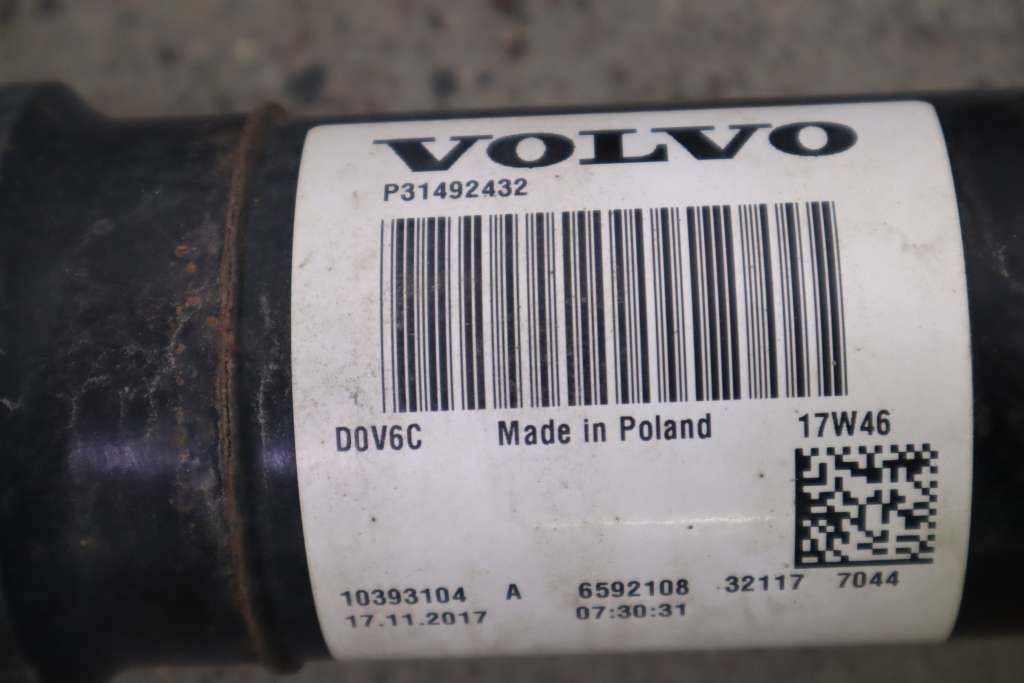 VOLVO
P31492432
D0V6C Made in Poland 17W46
10393104 A 6592108 32117 7044
17.11.2017 07:30:31